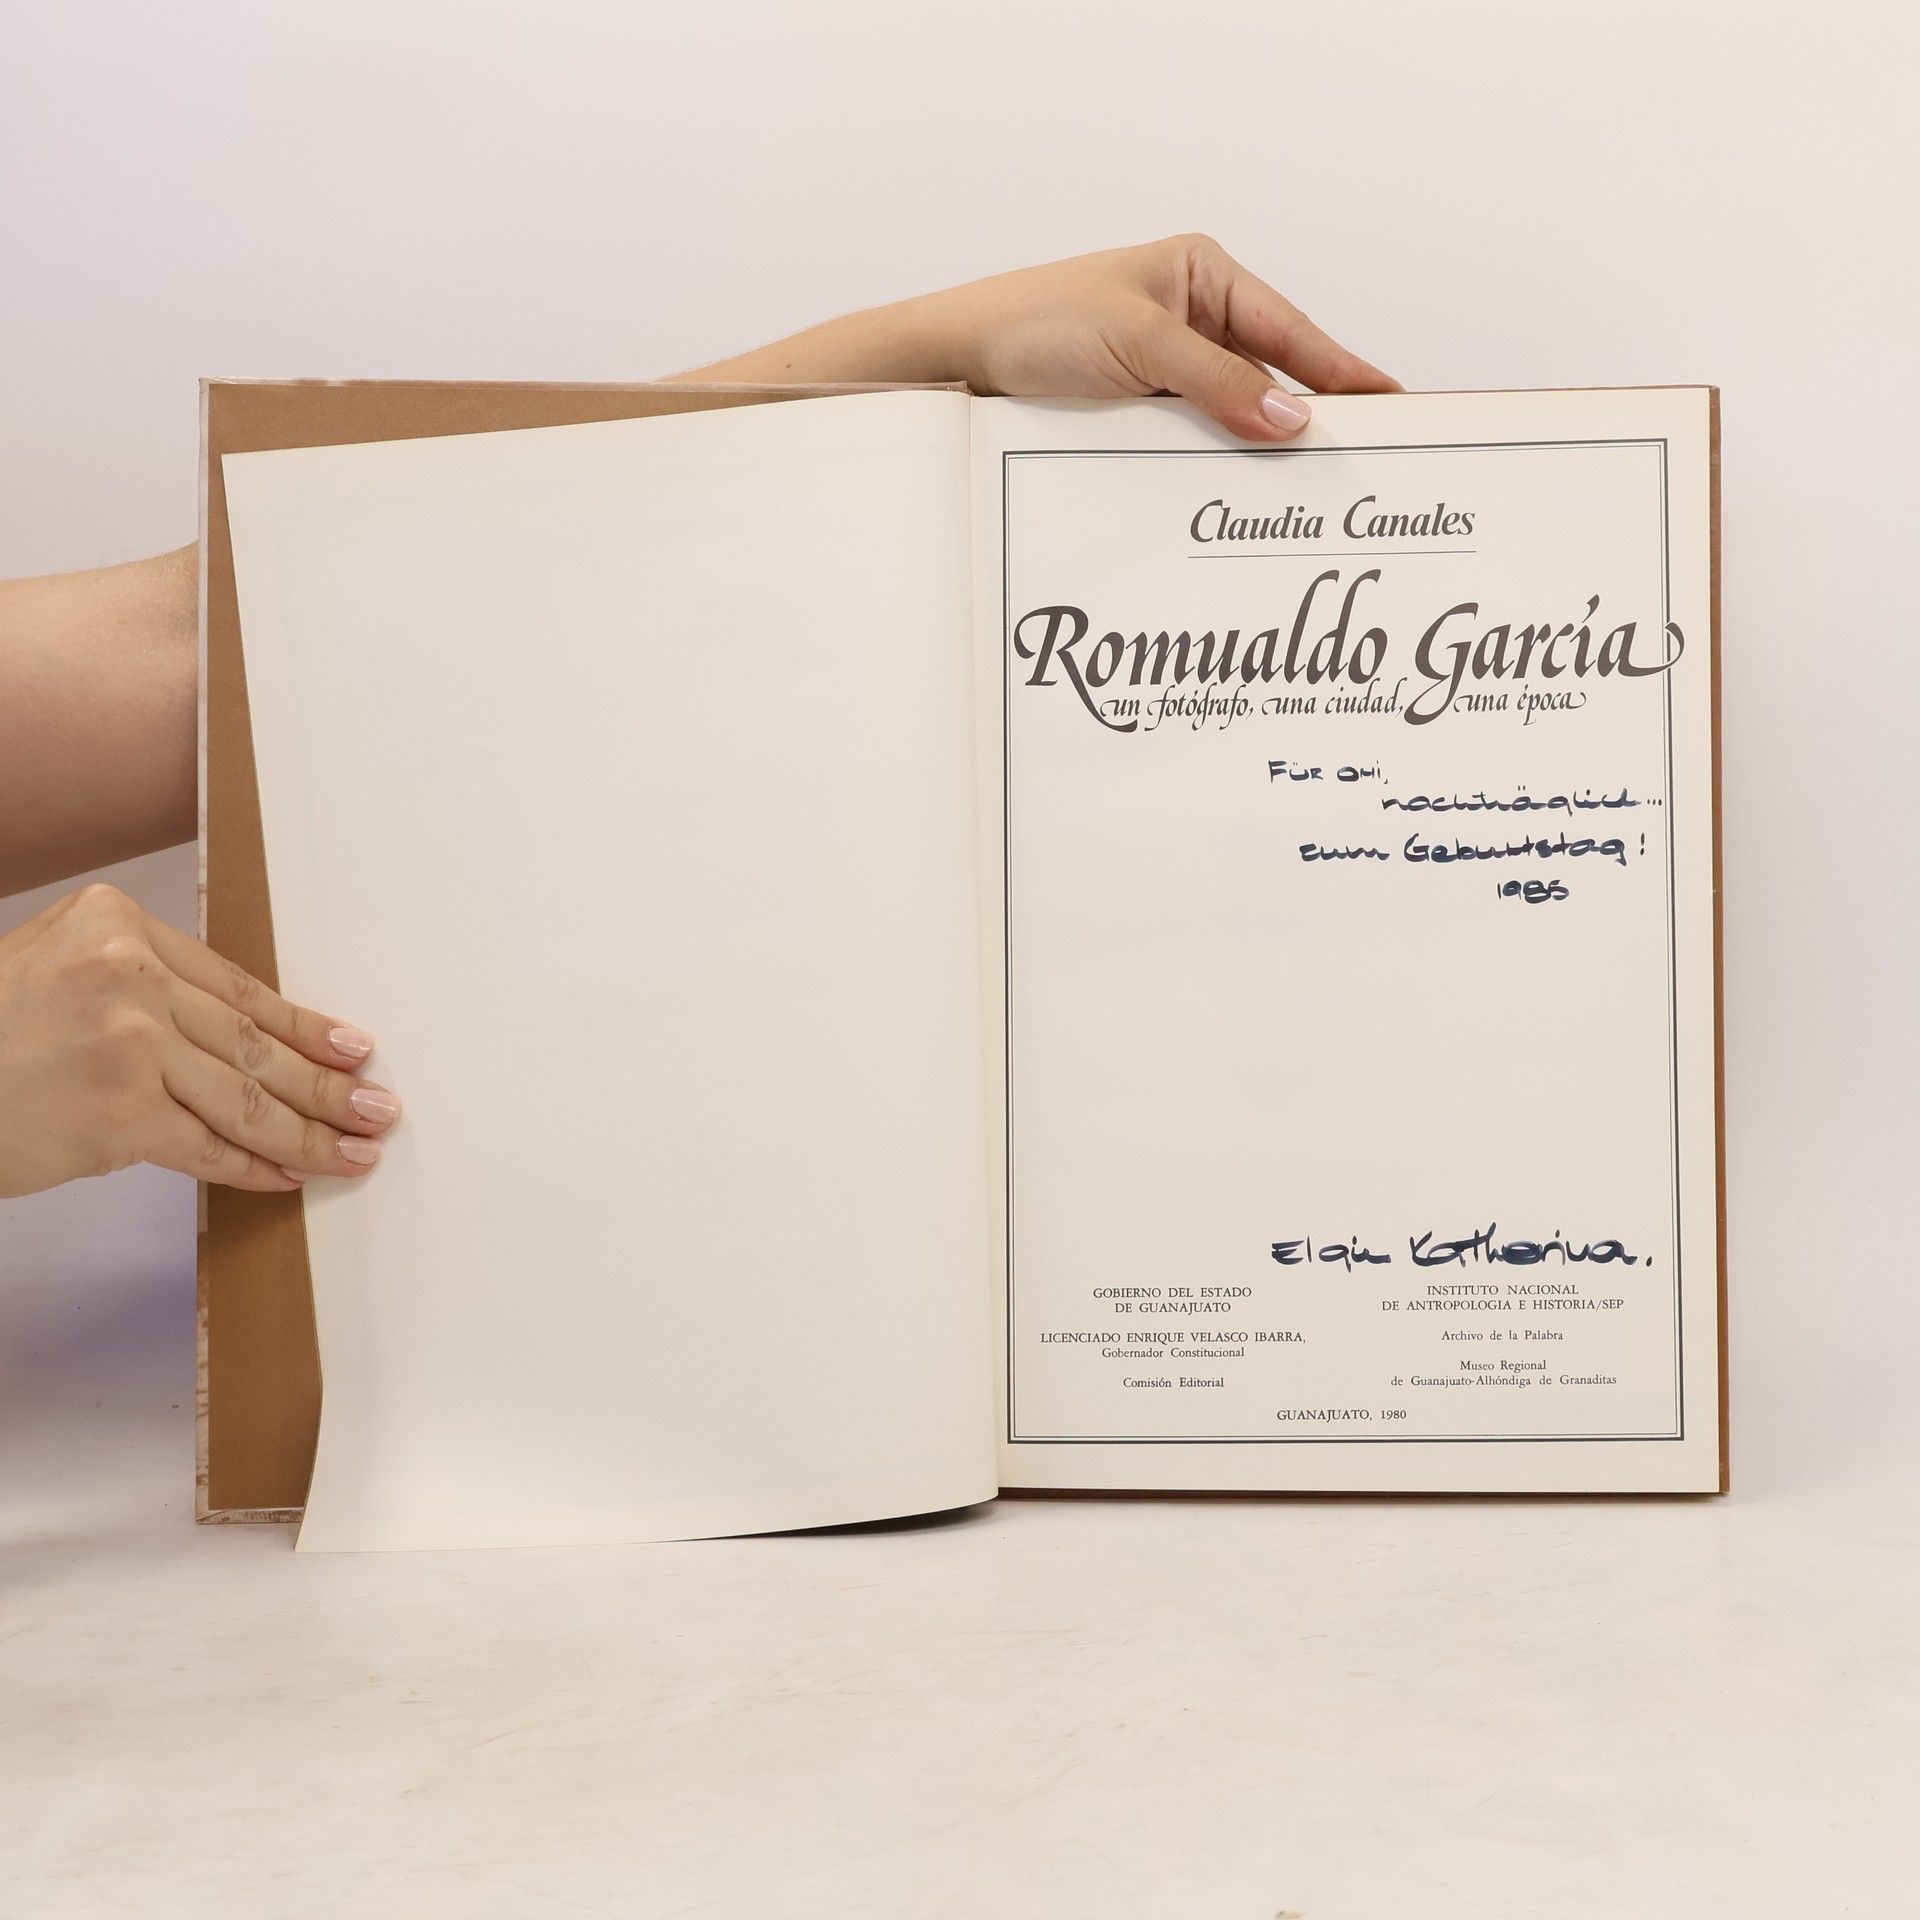 Claudia Canales
Romualdo García
un fotógrafo, una ciudad, una época
FÜR OMI,
nachträglich...
zum Geburtstag!
1985
Elgin Katharina.
GOBIERNO DEL ESTADO
DE GUANAJUATO
LICENCIADO ENRIQUE VELASCO IBARRA,
Gobernador Constitucional
Comisión Editorial
INSTITUTO NACIONAL
DE ANTROPOLOGIA E HISTORIA/SEP
Archivo de la Palabra
Museo Regional
de Guanajuato-Alhóndiga de Granaditas
GUANAJUATO, 1980